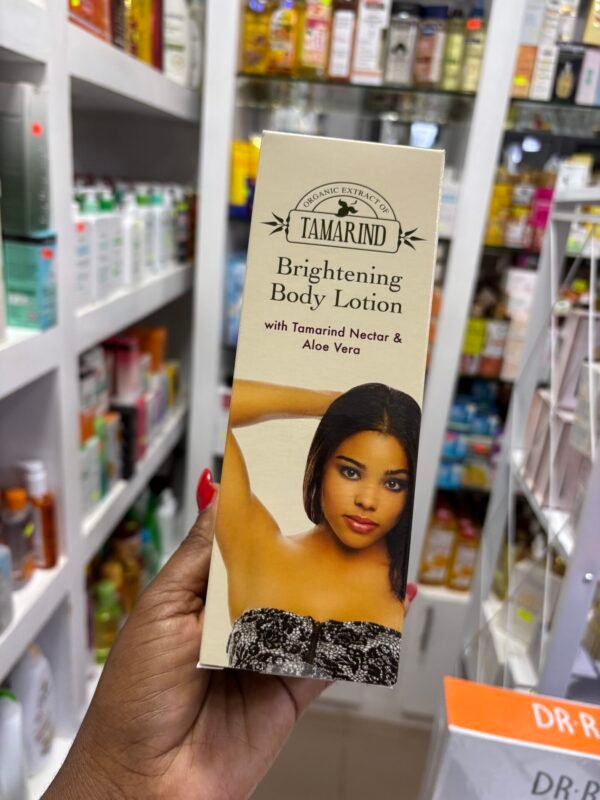 ORGANIC EXTRACT OF
TAMARIND
Brightening
Body Lotion
with Tamarind Nectar &
Aloe Vera
DR·R
DR·R